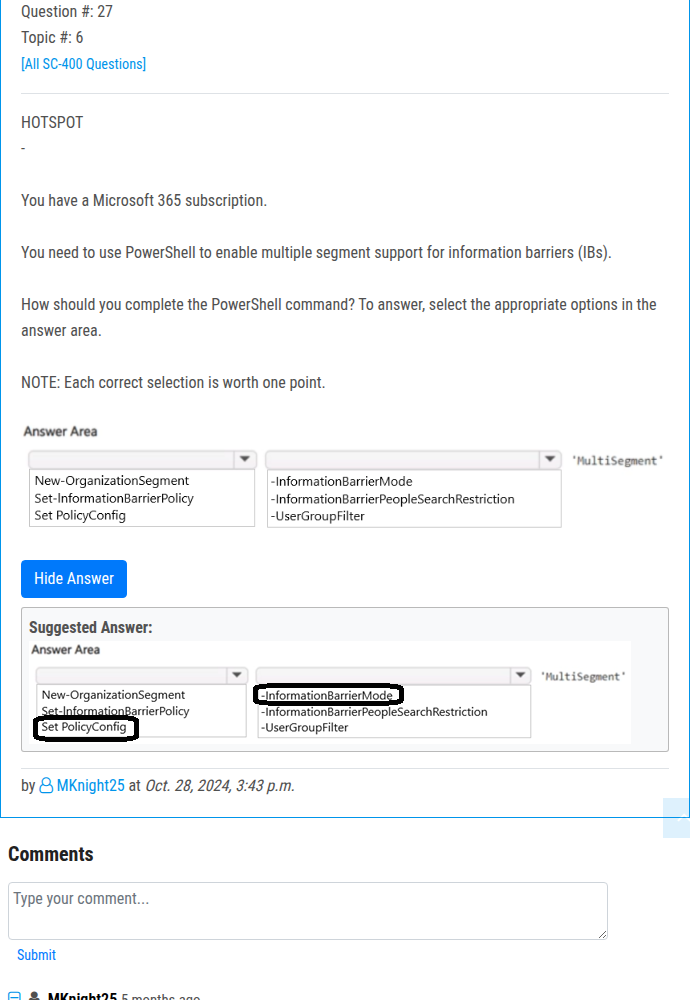 Question #: 27
Topic #: 6
[All SC-400 Questions]
HOTSPOT
-
You have a Microsoft 365 subscription.
You need to use PowerShell to enable multiple segment support for information barriers (IBs).
How should you complete the PowerShell command? To answer, select the appropriate options in the
answer area.
NOTE: Each correct selection is worth one point.
Answer Area
'MultiSegment'
New-OrganizationSegment
Set-InformationBarrierPolicy
Set PolicyConfig
-InformationBarrierMode
-InformationBarrierPeopleSearchRestriction
-UserGroupFilter
Hide Answer
Suggested Answer:
Answer Area
'MultiSegment'
New-OrganizationSegment
Set-InformationBarrierPolicy
Set PolicyConfig
-InformationBarrierMode
-InformationBarrierPeopleSearchRestriction
-UserGroupFilter
by MKnight25 at Oct. 28, 2024, 3:43 p.m.
Comments
Type your comment...
Submit
MKnight25 5 months ago